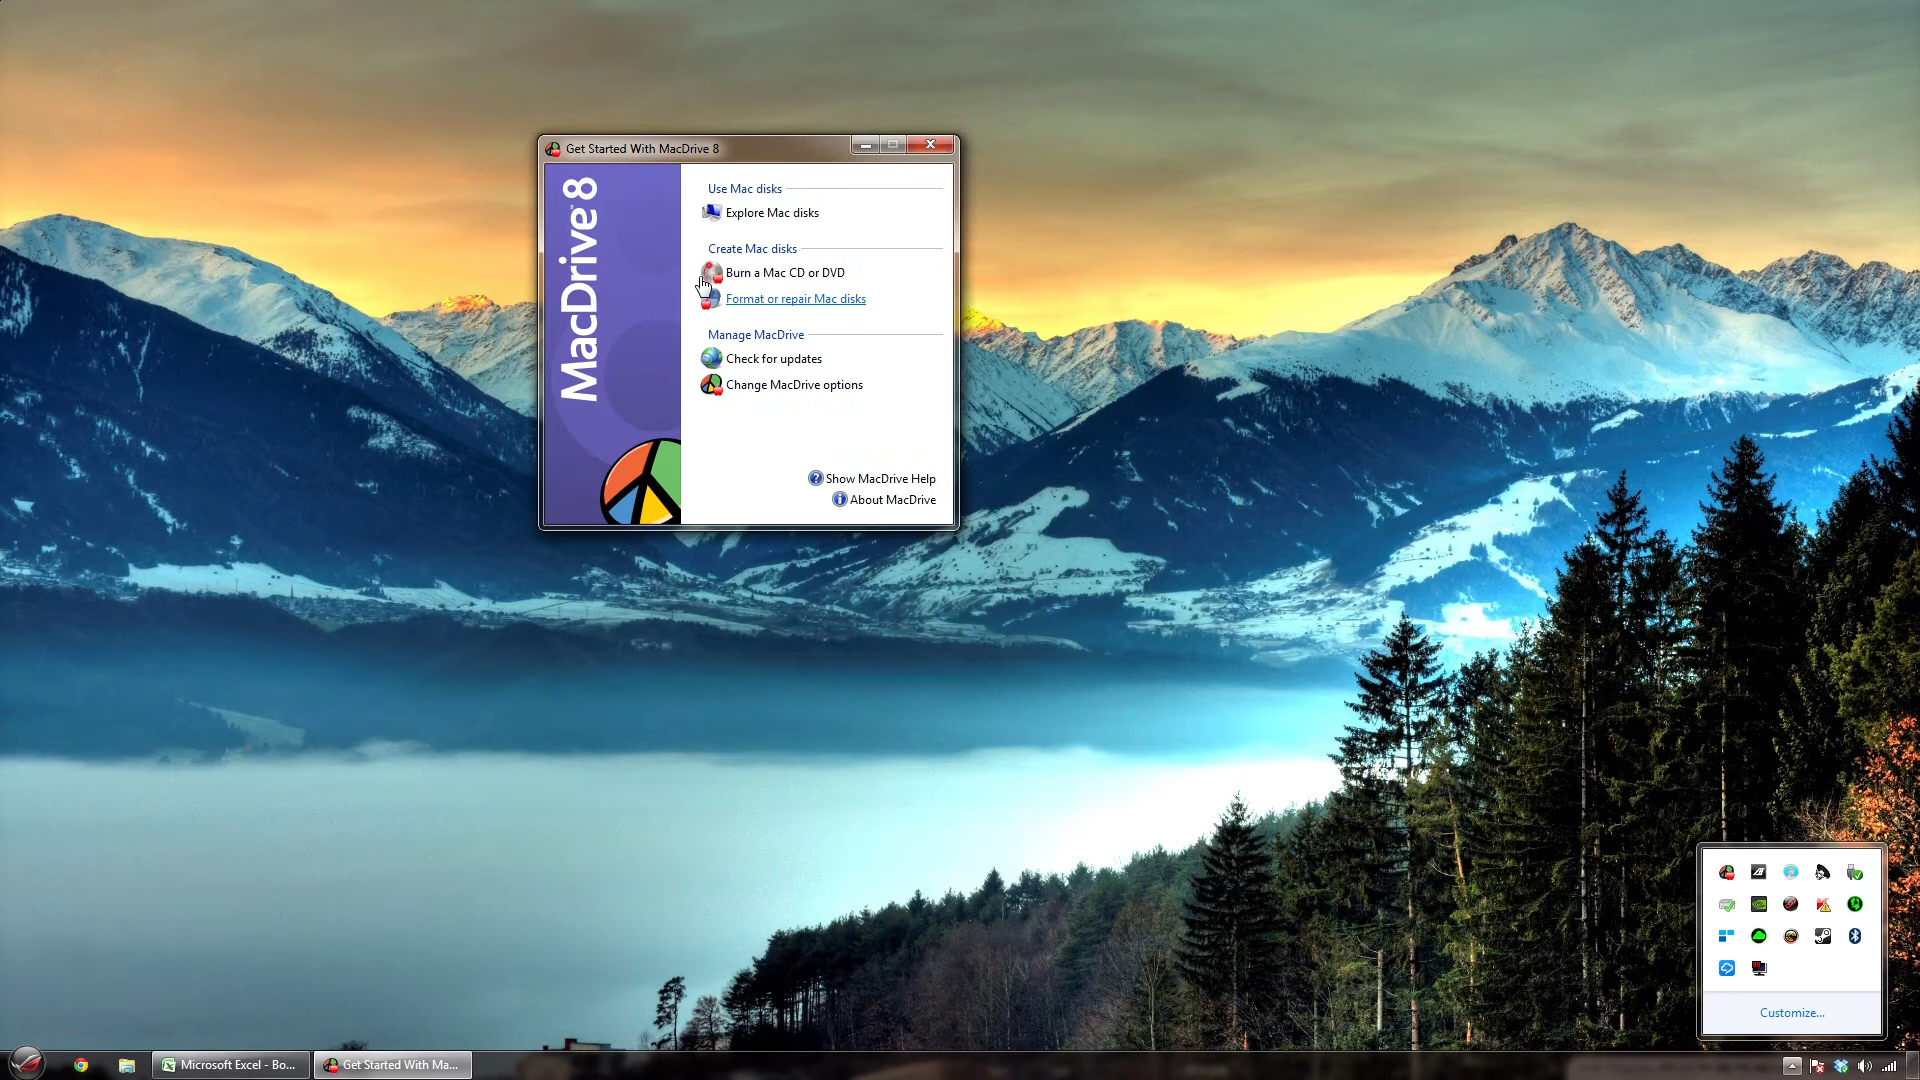 Get Started With MacDrive 8
MacDrive 8
Use Mac disks
Explore Mac disks
Create Mac disks
Burn a Mac CD or DVD
Format or repair Mac disks
Manage MacDrive
Check for updates
Change MacDrive options
Show MacDrive Help
About MacDrive
Customize...
Microsoft Excel - Bo...
Get Started With Ma...